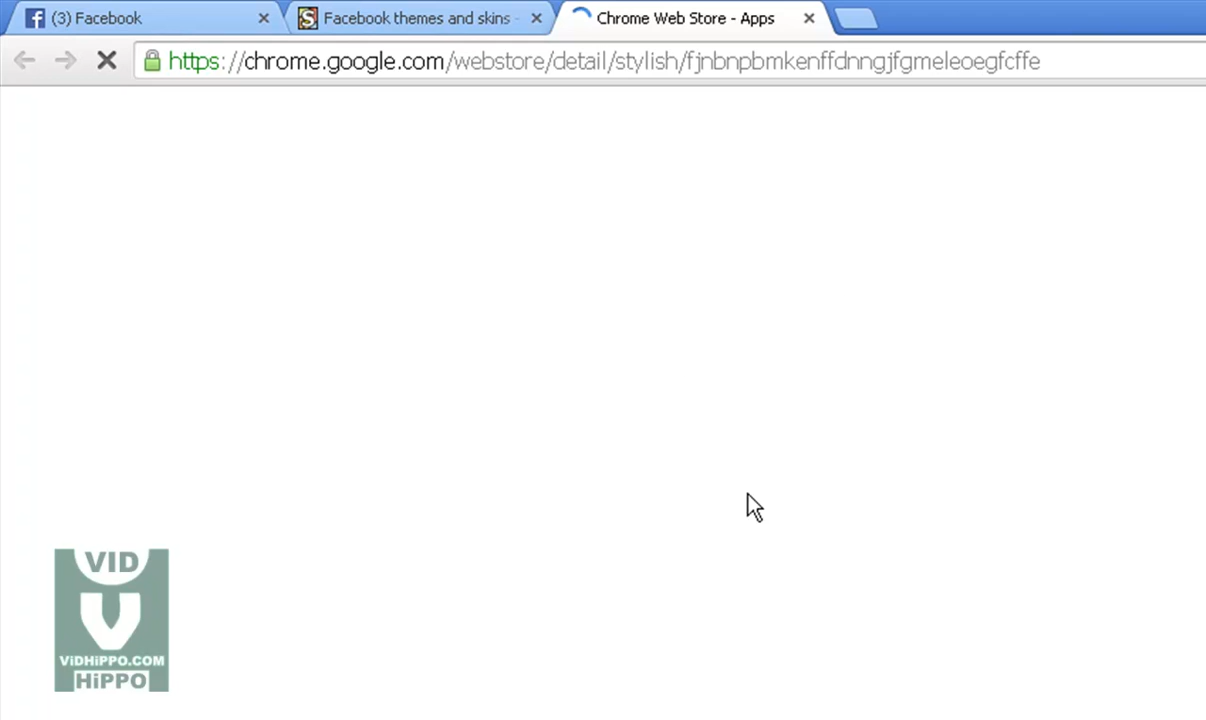 (3) Facebook
Facebook themes and skins -
Chrome Web Store - Apps
https://chrome.google.com/webstore/detail/stylish/fjnbnpbmkenffdnngjfgmeleoegfcffe
VID
V
ViDHiPPO.COM
HiPPO